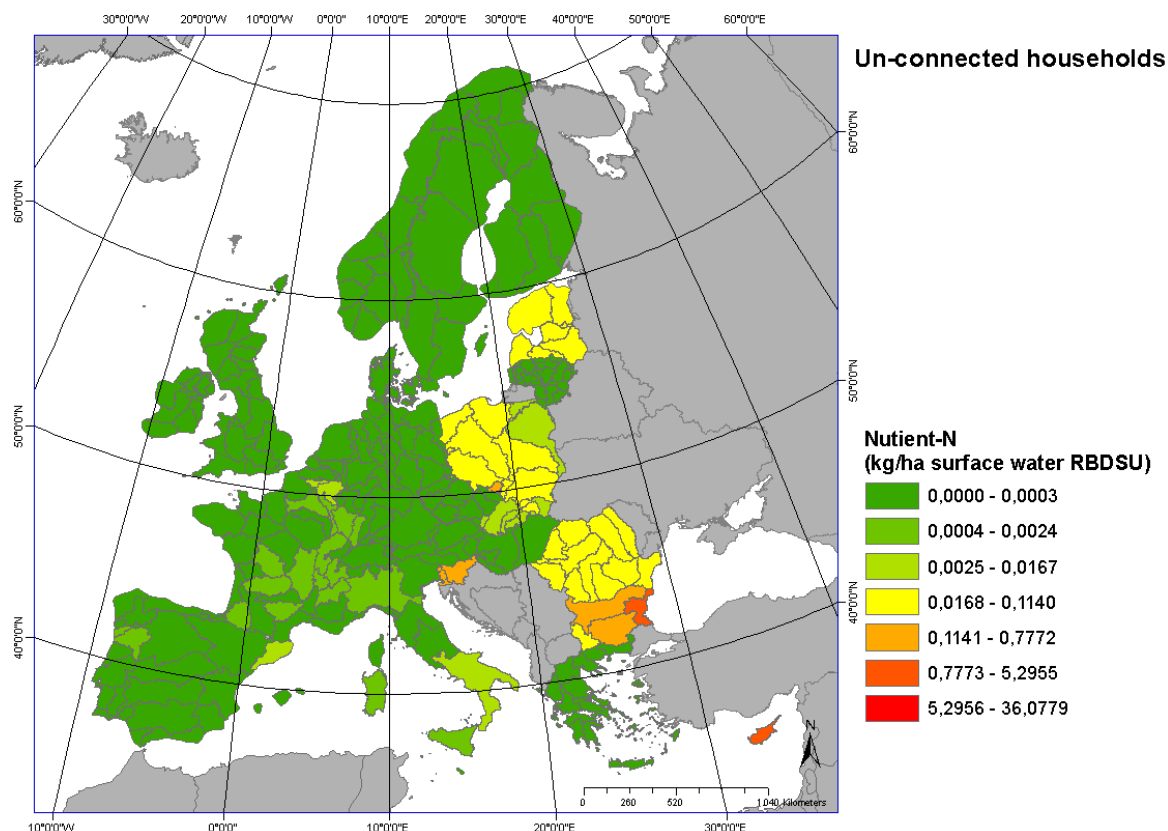 30°0'0"W 20°0'0"W 10°0'0"W 0°0'0" 10°0'0"E 20°0'0"E 30°0'0"E 40°0'0"E 50°0'0"E 60°0'0"E
Un-connected households
60°0'0"N
60°0'0"N
50°0'0"N
50°0'0"N
40°0'0"N
40°0'0"N
Nutient-N
(kg/ha surface water RBDSU)
0,0000 - 0,0003
0,0004 - 0,0024
0,0025 - 0,0167
0,0168 - 0,1140
0,1141 - 0,7772
0,7773 - 5,2955
5,2956 - 36,0779
N
0 260 520 1 040 Kilometers
10°0'0"W 0°0'0" 10°0'0"E 20°0'0"E 30°0'0"E